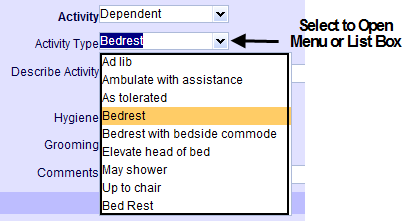 Activity Dependent
Select to Open
Menu or List Box
Activity Type Bedrest
Describe Activity
Ad lib
Ambulate with assistance
As tolerated
Hygiene
Bedrest
Bedrest with bedside commode
Grooming
Elevate head of bed
Comments
May shower
Up to chair
Bed Rest